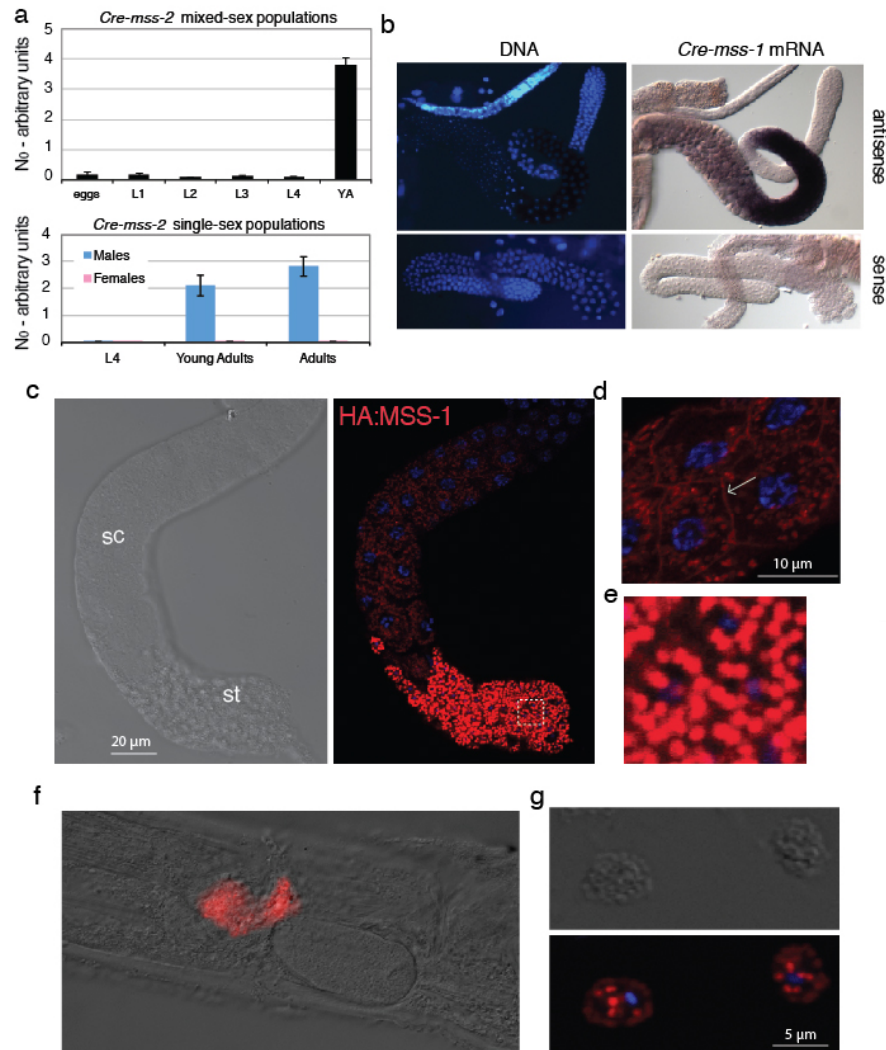 a
Cre-mss-2 mixed-sex populations
N₀ - arbitrary units
5
4
3
2
1
0
eggs L1 L2 L3 L4 YA
Cre-mss-2 single-sex populations
N₀ - arbitrary units
4
3
2
1
0
Males
Females
L4 Young Adults Adults
b
DNA Cre-mss-1 mRNA
antisense
sense
c
sc
st
20 µm
HA:MSS-1
d
10 µm
e
f
g
5 µm